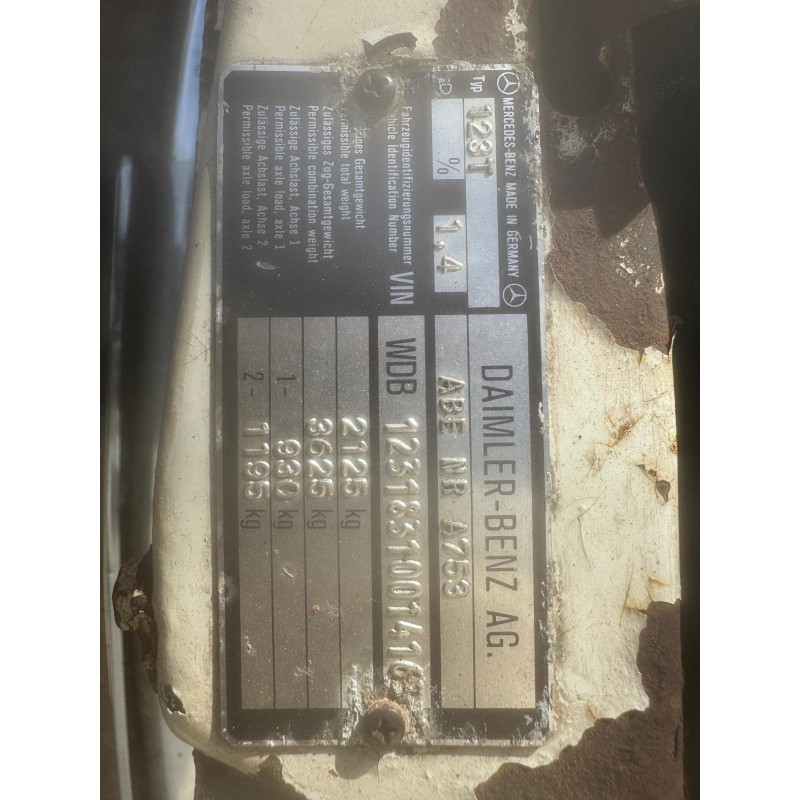 MERCEDES-BENZ MADE IN GERMANY
Typ 123T
% 1,4
DAIMLER-BENZ AG.
ABE NR A753
Fahrzeugidentifizierungsnummer
Vehicle Identification Number VIN WDB 1231831001416
Gesamtgewicht
total weight 2125 kg
Zulässiges Zug-Gesamtgewicht
Permissible combination weight 3625 kg
Zulässige Achslast, Achse 1
Permissible axle load, axle 1 1- 930 kg
Zulässige Achslast, Achse 2
Permissible axle load, axle 2 2- 1195 kg